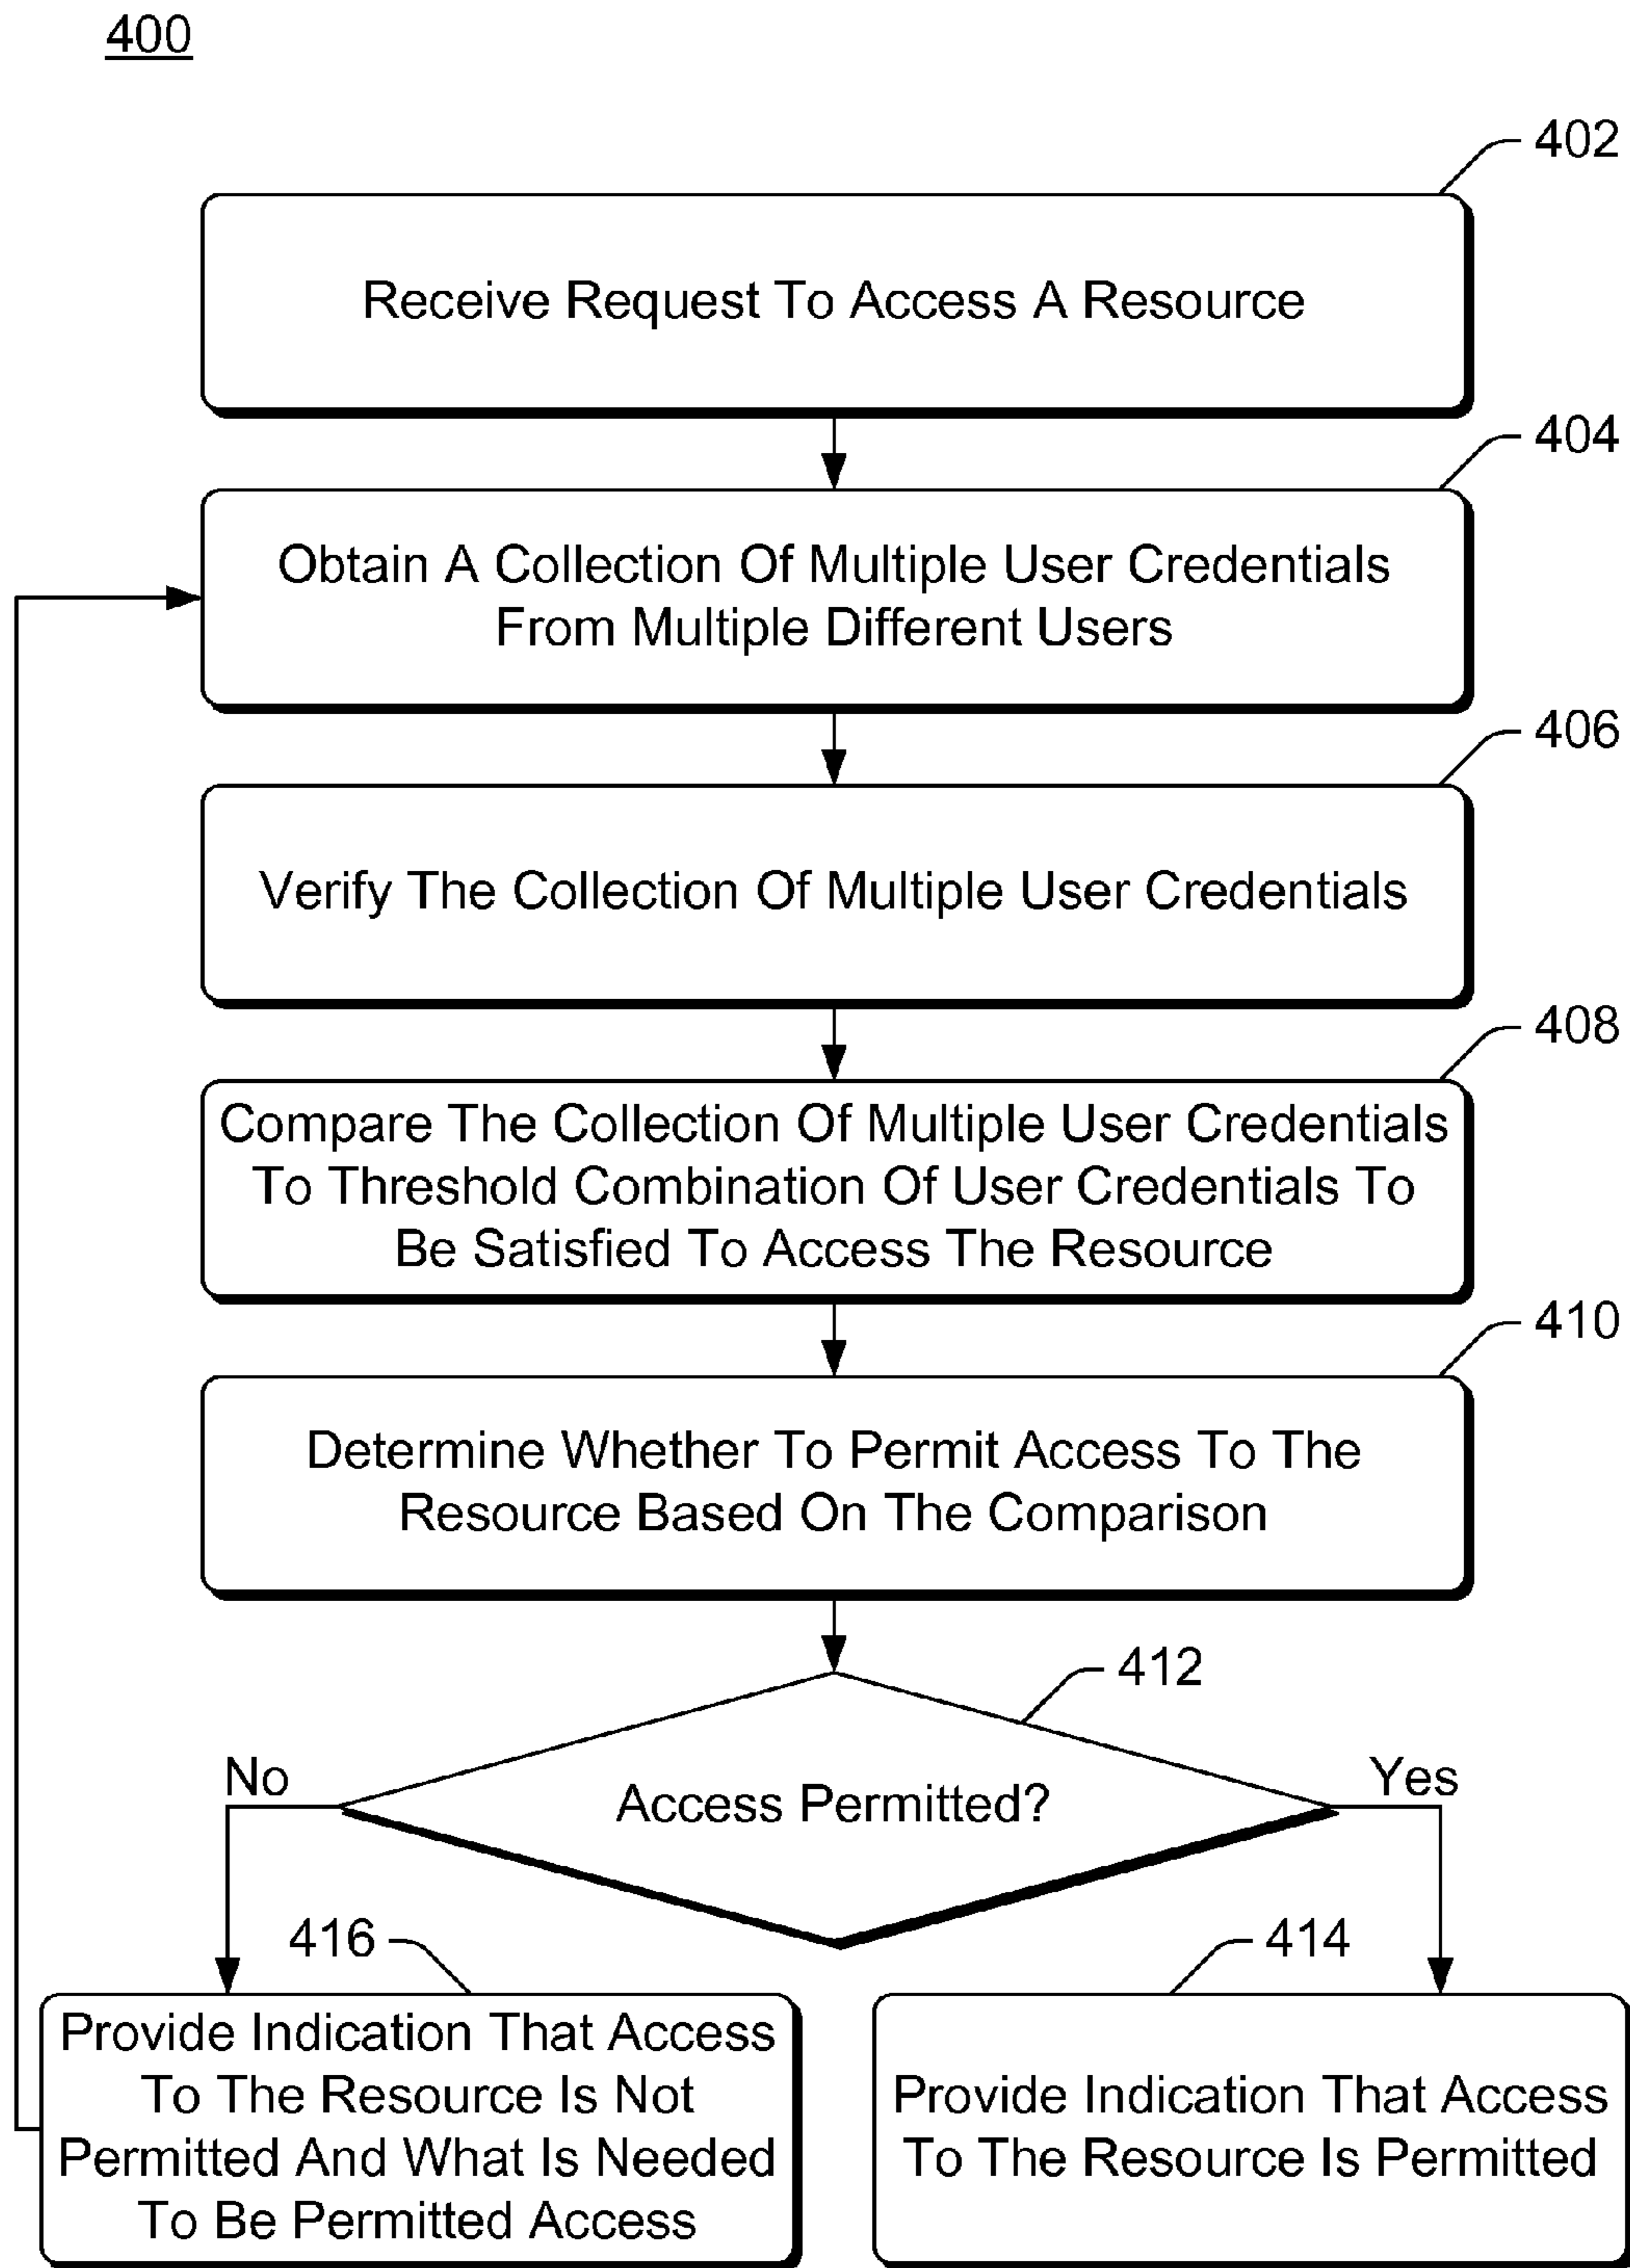 400
402
Receive Request To Access A Resource
404
Obtain A Collection Of Multiple User Credentials
From Multiple Different Users
406
Verify The Collection Of Multiple User Credentials
408
Compare The Collection Of Multiple User Credentials
To Threshold Combination Of User Credentials To
Be Satisfied To Access The Resource
410
Determine Whether To Permit Access To The
Resource Based On The Comparison
412
No
Yes
Access Permitted?
416
414
Provide Indication That Access
To The Resource Is Not
Permitted And What Is Needed
To Be Permitted Access
Provide Indication That Access
To The Resource Is Permitted